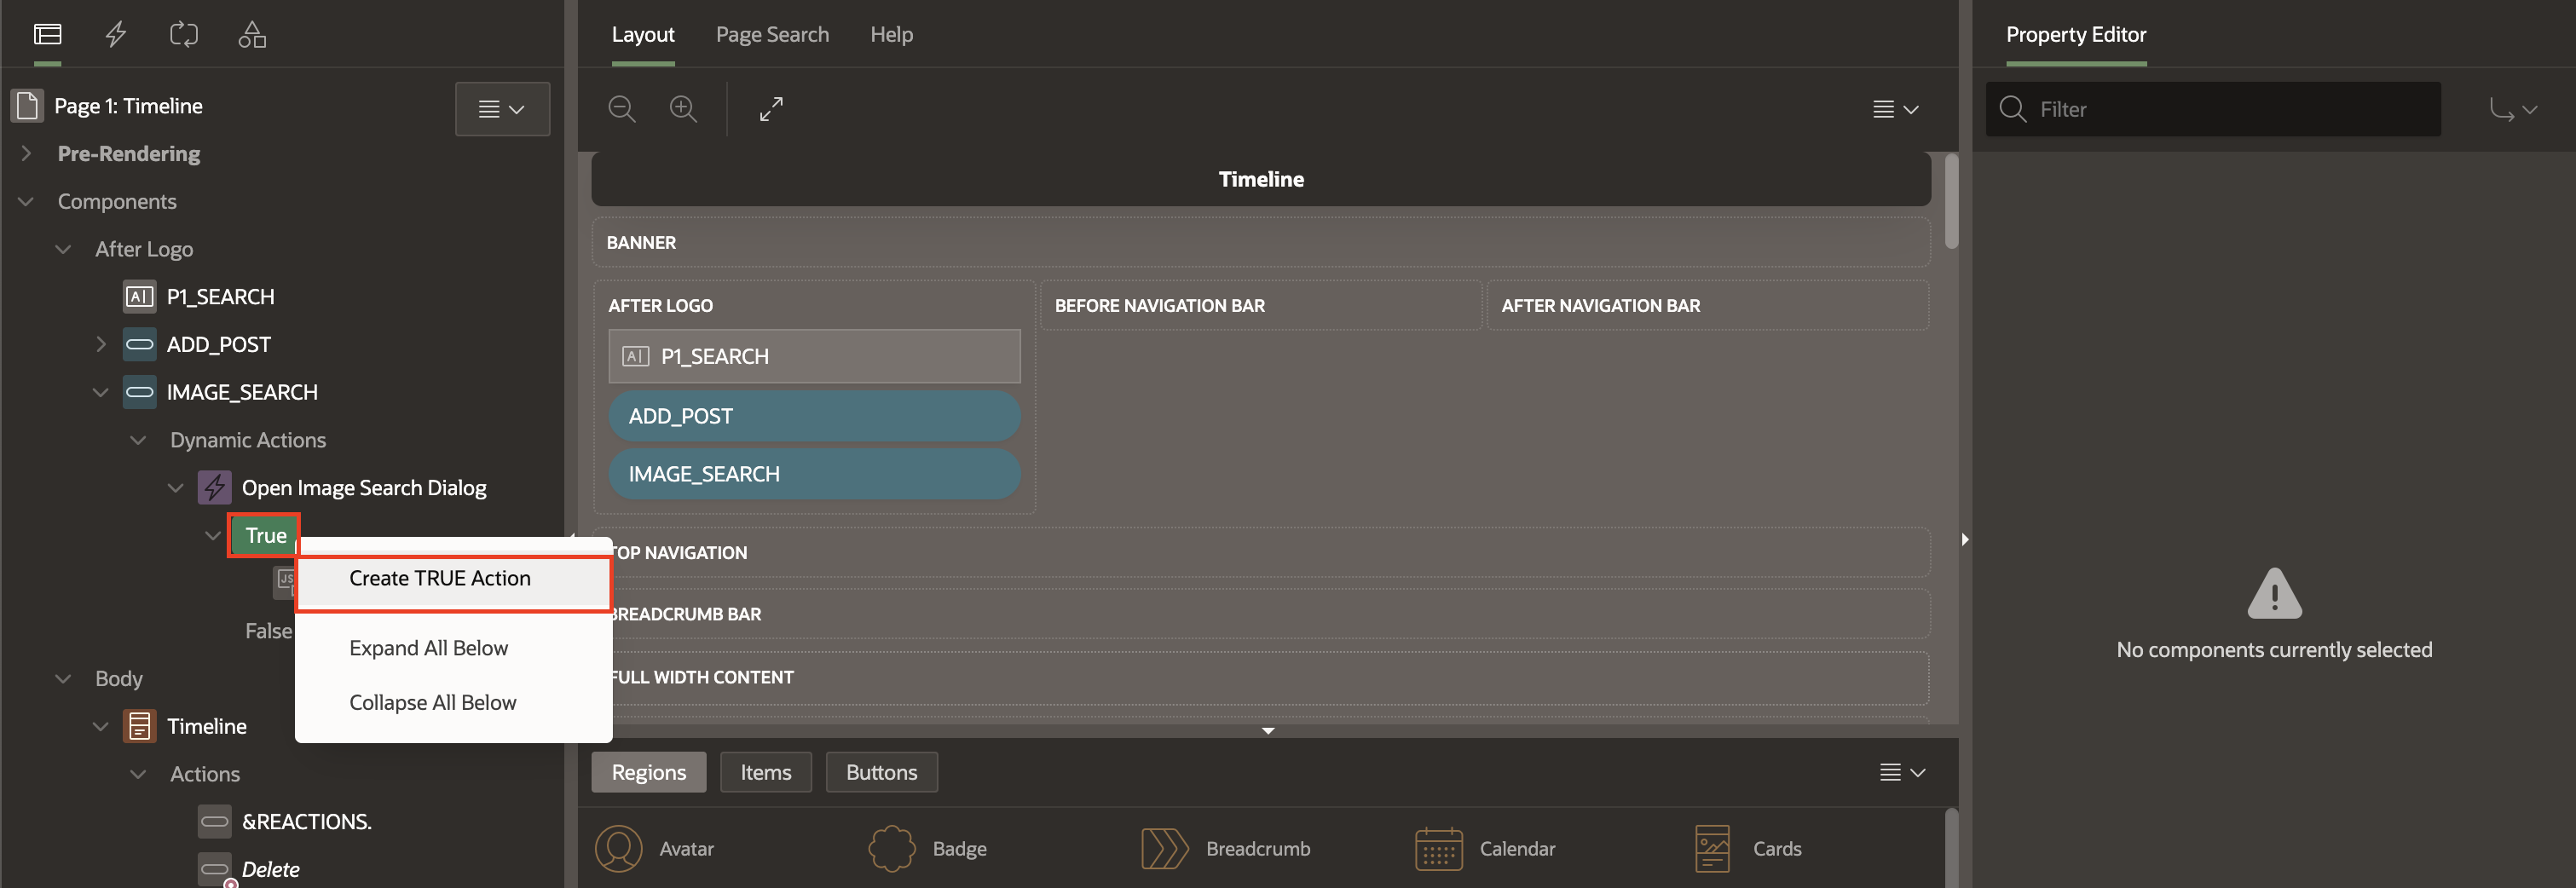 Page 1: Timeline
Pre-Rendering
Components
After Logo
P1_SEARCH
ADD_POST
IMAGE_SEARCH
Dynamic Actions
Open Image Search Dialog
True
Create TRUE Action
False
Expand All Below
Collapse All Below
Body
Timeline
Actions
&REACTIONS.
Delete
Layout
Page Search
Help
Timeline
BANNER
AFTER LOGO
BEFORE NAVIGATION BAR
AFTER NAVIGATION BAR
P1_SEARCH
ADD_POST
IMAGE_SEARCH
TOP NAVIGATION
BREADCRUMB BAR
FULL WIDTH CONTENT
Regions
Items
Buttons
Avatar
Badge
Breadcrumb
Calendar
Cards
Property Editor
Filter
No components currently selected